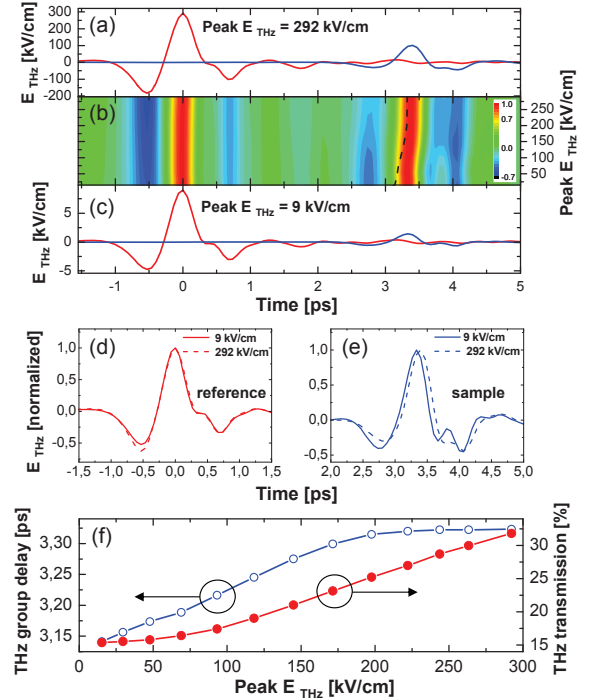 (a)
Peak E THz = 292 kV/cm
E THz [kV/cm]
300
200
100
0
-100
-200
(b)
1.0
0.7
0.0
-0.7
250
200
150
100
50
Peak E THz [kV/cm]
(c)
Peak E THz = 9 kV/cm
E THz [kV/cm]
5
0
-5
-1 0 1 2 3 4 5
Time [ps]
(d)
9 kV/cm
292 kV/cm
reference
E THz [normalized]
1,0
0,5
0,0
-0,5
-1,5 -1,0 -0,5 0,0 0,5 1,0 1,5
(e)
9 kV/cm
292 kV/cm
sample
1,0
0,5
0,0
-0,5
2,0 2,5 3,0 3,5 4,0 4,5 5,0
Time [ps]
(f)
THz group delay [ps]
3,30
3,25
3,20
3,15
THz transmission [%]
30
25
20
15
0 50 100 150 200 250 300
Peak E THz [kV/cm]